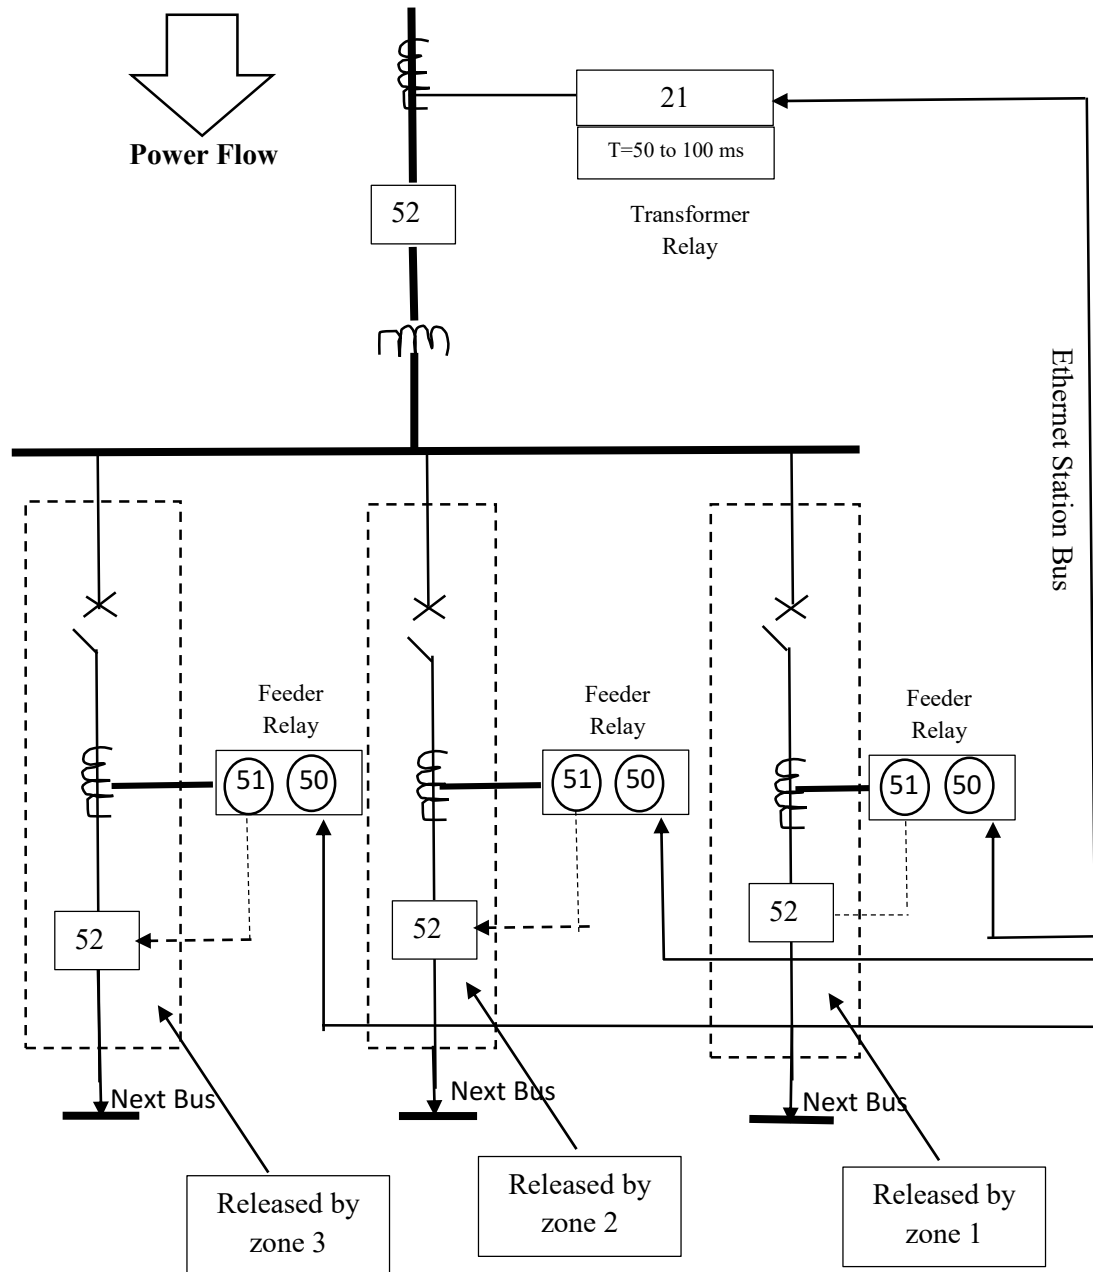 21
T=50 to 100 ms
Power Flow
52
Transformer
Relay
Ethernet Station Bus
Feeder
Relay
51
50
Feeder
Relay
51
50
Feeder
Relay
51
50
52
52
52
Next Bus
Next Bus
Next Bus
Released by
zone 3
Released by
zone 2
Released by
zone 1